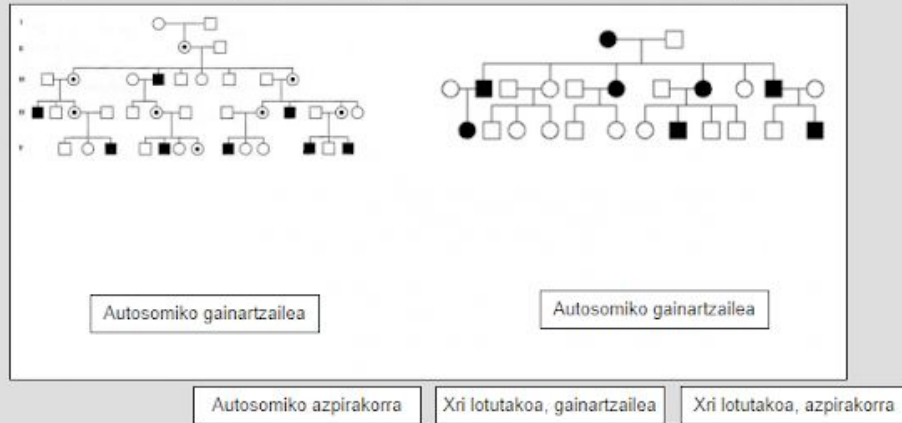 I
Autosomiko gainartzailea
Autosomiko gainartzailea
Autosomiko azpirakorra
Xri lotutakoa, gainartzailea
Xri lotutakoa, azpirakorra